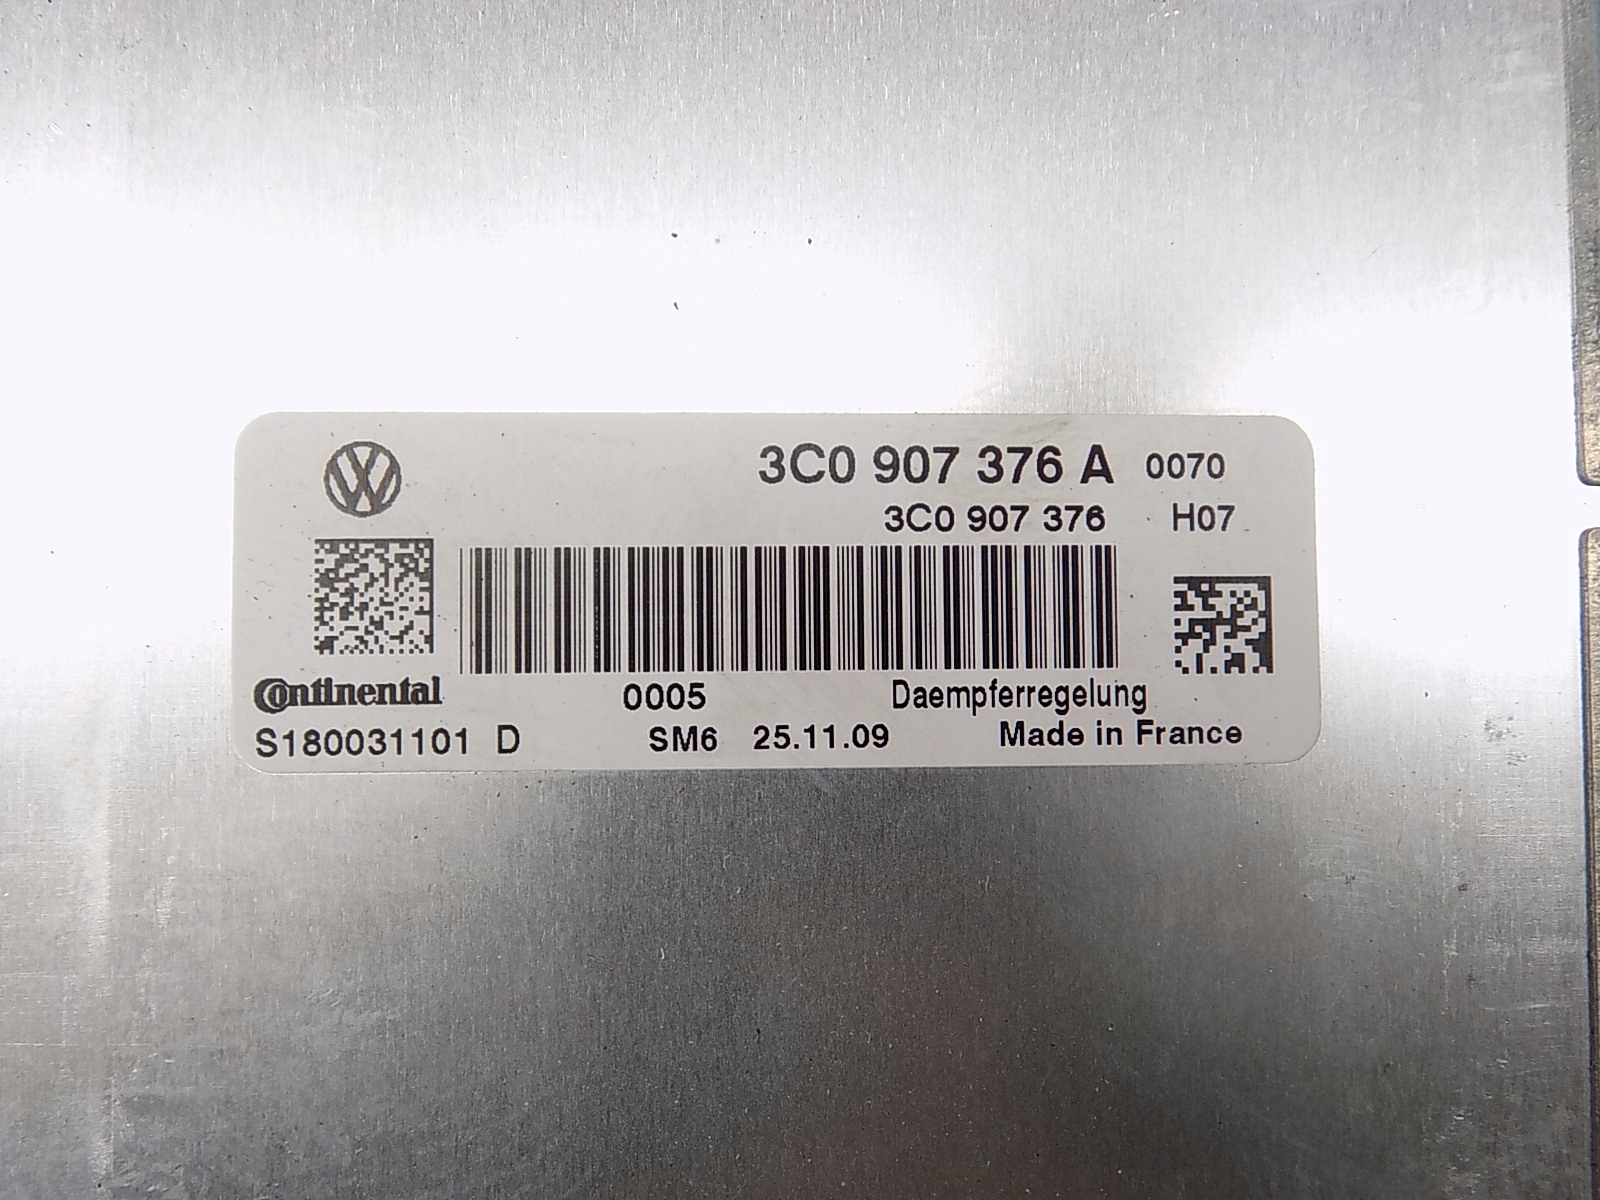 3C0 907 376 A 0070
3C0 907 376 H07
Continental 0005 Daempferregelung
S180031101 D SM6 25.11.09 Made in France